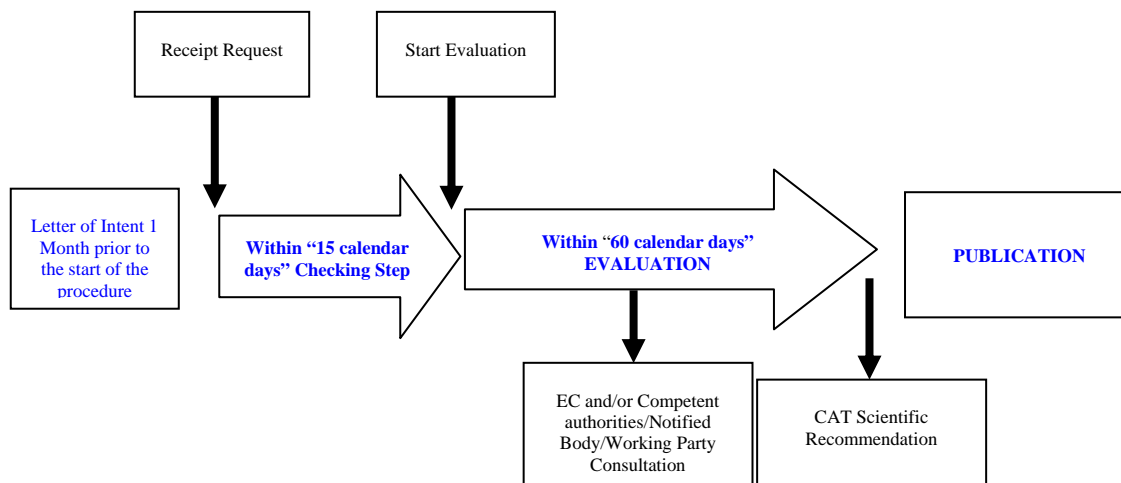 Receipt Request
Start Evaluation
Letter of Intent 1
Month prior to
the start of the
procedure
Within “15 calendar
days” Checking Step
Within “60 calendar days”
EVALUATION
PUBLICATION
EC and/or Competent
authorities/Notified
Body/Working Party
Consultation
CAT Scientific
Recommendation